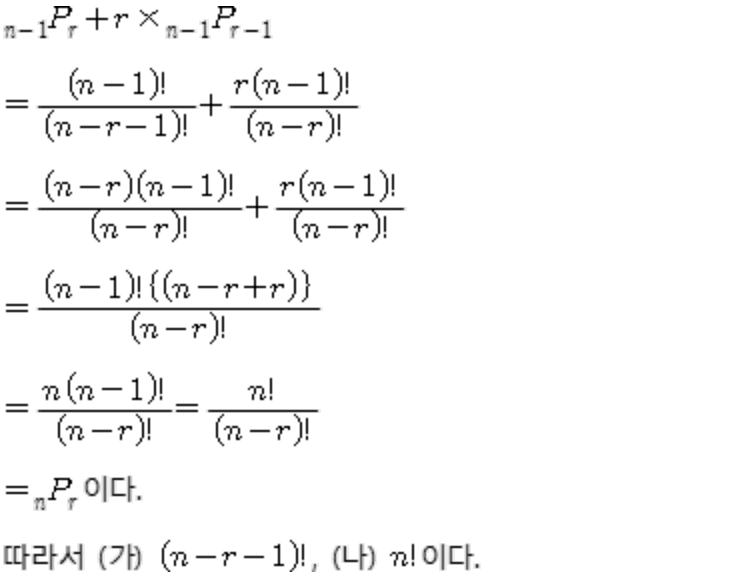 ₙ₋₁Pᵣ + r × ₙ₋₁Pᵣ₋₁
= (n−1)!/(n−r−1)! + r(n−1)!/(n−r)!
= (n−r)(n−1)!/(n−r)! + r(n−1)!/(n−r)!
= (n−1)!{(n−r+r)}/(n−r)!
= n(n−1)!/(n−r)! = n!/(n−r)!
= ₙPᵣ 이다.
따라서 (가) (n−r−1)!, (나) n! 이다.